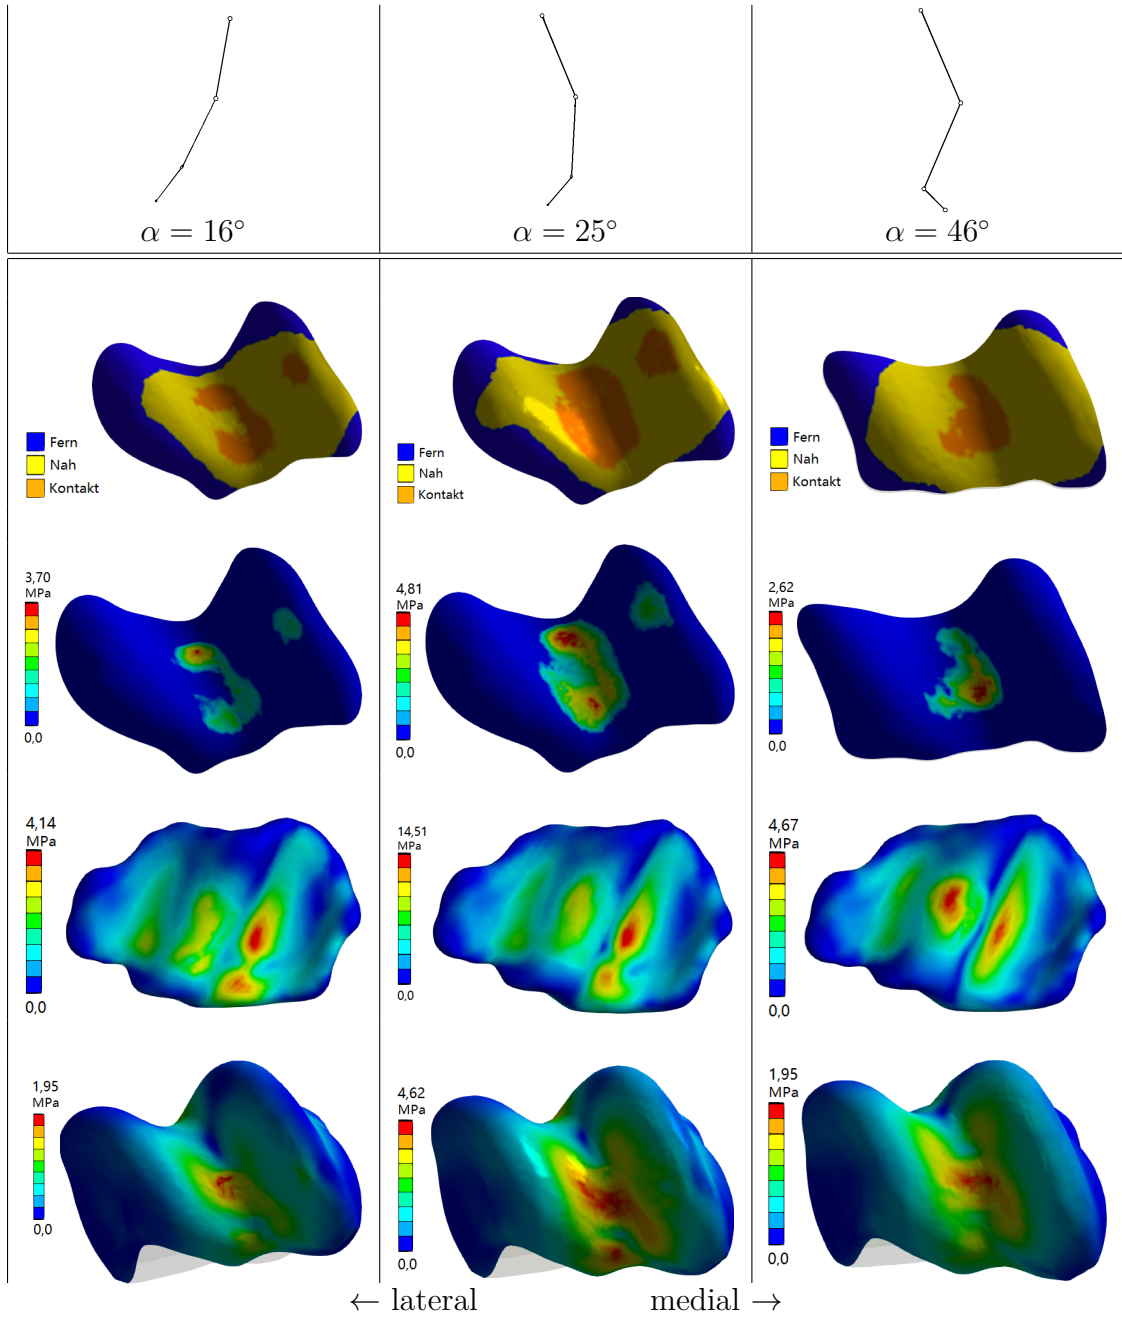 α = 16°
α = 25°
α = 46°
Fern
Nah
Kontakt
Fern
Nah
Kontakt
Fern
Nah
Kontakt
3,70
MPa
0,0
4,81
MPa
0,0
2,62
MPa
0,0
4,14
MPa
0,0
14,51
MPa
0,0
4,67
MPa
0,0
1,95
MPa
0,0
4,62
MPa
0,0
1,95
MPa
0,0
← lateral
medial →